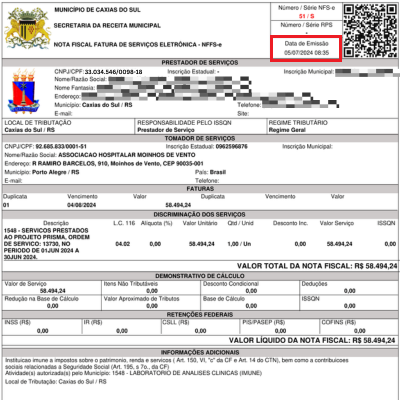 MUNICÍPIO DE CAXIAS DO SUL
SECRETARIA DA RECEITA MUNICIPAL
NOTA FISCAL FATURA DE SERVIÇOS ELETRÔNICA - NFFS-e
Número / Série NFS-e
51 / S
Número / Série RPS
-
Data de Emissão
05/07/2024 08:35
PRESTADOR DE SERVIÇOS
CNPJ/CPF: 33.034.546/0098-18 Inscrição Estadual: - Inscrição Municipal:
Nome/Razão Social:
Nome Fantasia:
Endereço:
Município: Caxias do Sul / RS Telefone:
E-mail: Site:
LOCAL DE TRIBUTAÇÃO RESPONSABILIDADE PELO ISSQN REGIME TRIBUTÁRIO
Caxias do Sul / RS Prestador de Serviço Regime Geral
TOMADOR DE SERVIÇOS
CNPJ/CPF: 92.685.833/0001-51 Inscrição Estadual: 0962596876 Inscrição Municipal:
Nome/Razão Social: ASSOCIACAO HOSPITALAR MOINHOS DE VENTO
Endereço: R RAMIRO BARCELOS, 910, Moinhos de Vento, CEP 90035-001
Município: Porto Alegre / RS País: Brasil
E-mail: Telefone:
FATURAS
Duplicata Vencimento Valor Duplicata Vencimento Valor
01 04/08/2024 58.494,24
DISCRIMINAÇÃO DOS SERVIÇOS
Descrição L.C. 116 Alíquota (%) Valor Unitário Qtd / Unid Desconto Inc. Valor Serviço ISSQN
1548 - SERVIÇOS PRESTADOS
AO PROJETO PRISMA, ORDEM
DE SERVICO: 13730, NO 04.02 0,00 58.494,24 1,00 / Un 0,00 58.494,24 0,00
PERIODO DE 01JUN 2024 A
30JUN 2024.
VALOR TOTAL DA NOTA FISCAL: R$ 58.494,24
DEMONSTRATIVO DE CÁLCULO
Valor de Serviço Itens Não Tributáveis Desconto Condicional Deduções
58.494,24 0,00 0,00 0,00
Redução na Base de Cálculo Valor Aproximado de Tributos Base de Cálculo ISSQN
0,00 0,00 0,00 0,00
RETENÇÕES FEDERAIS
INSS (R$) IR (R$) CSLL (R$) PIS/PASEP (R$) COFINS (R$)
0,00 0,00 0,00 0,00 0,00
VALOR LÍQUIDO DA NOTA FISCAL: R$ 58.494,24
INFORMAÇÕES ADICIONAIS
Instituicao imune a impostos sobre o patrimonio, renda e servicos ( Art. 150, VI, "c" da CF e Art. 14 do CTN), bem como a contribuicoes
sociais relacionadas a Seguridade Social (Art. 195, s 7o., da CF)
Atividade(s) autorizada(s) pelo Município: 1548 - LABORATORIO DE ANALISES CLINICAS (IMUNE)
Local de Tributação: Caxias do Sul / RS